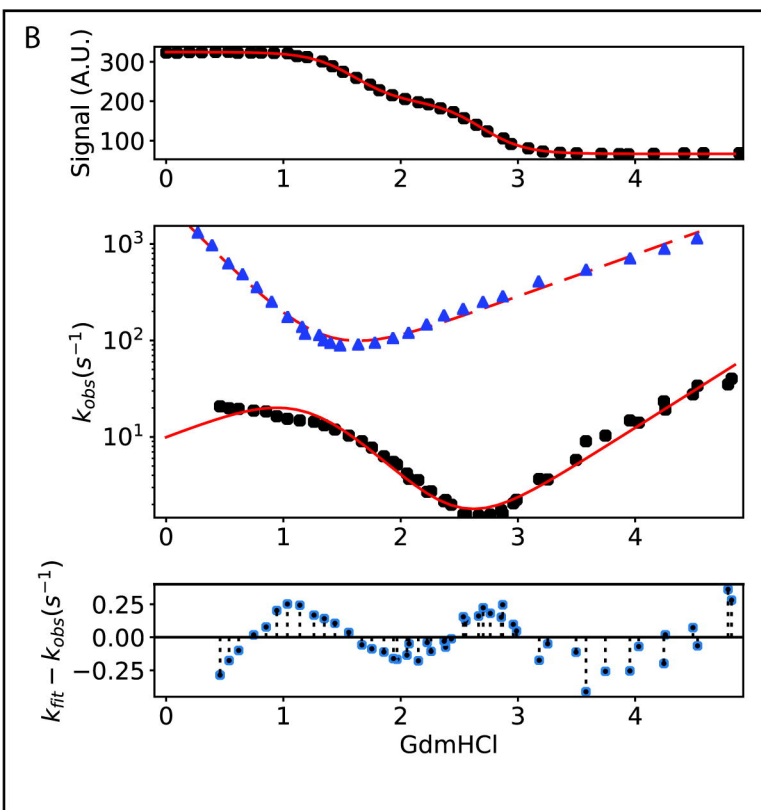 B
Signal (A.U.)
300
200
100
0 1 2 3 4
k_obs(s⁻¹)
10³
10²
10¹
0 1 2 3 4
k_fit − k_obs(s⁻¹)
0.25
0.00
−0.25
0 1 2 3 4
GdmHCl